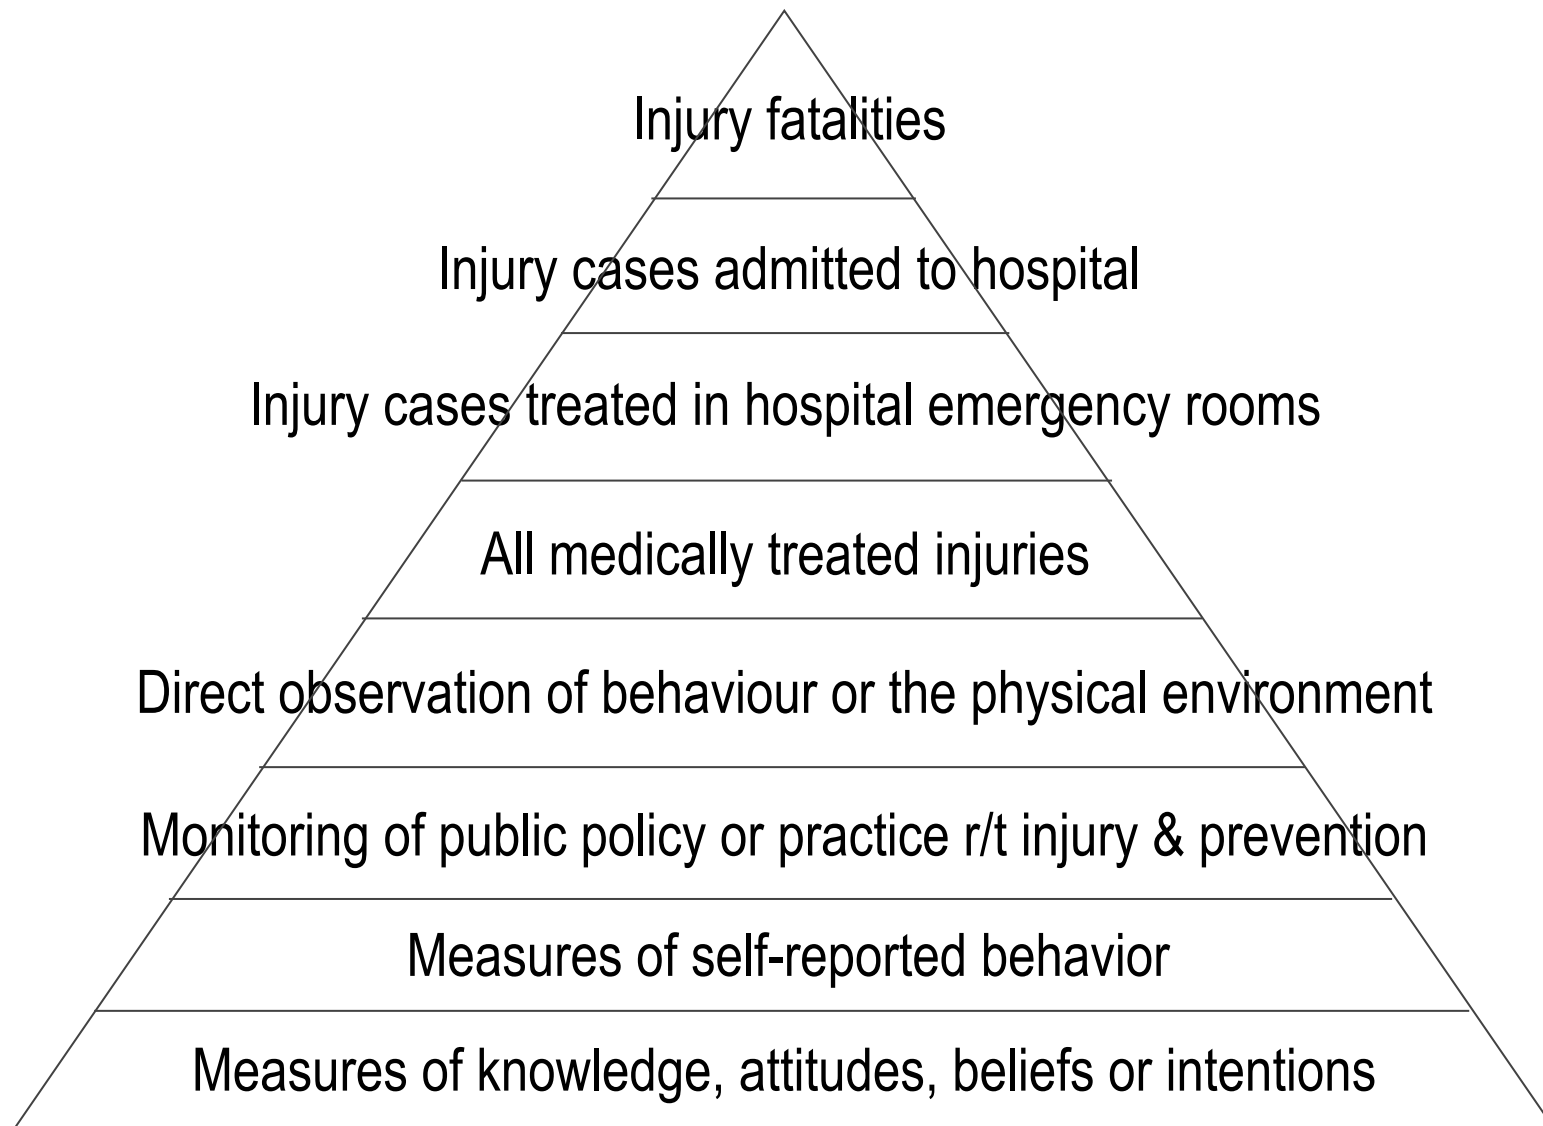 Injury fatalities
Injury cases admitted to hospital
Injury cases treated in hospital emergency rooms
All medically treated injuries
Direct observation of behaviour or the physical environment
Monitoring of public policy or practice r/t injury & prevention
Measures of self-reported behavior
Measures of knowledge, attitudes, beliefs or intentions